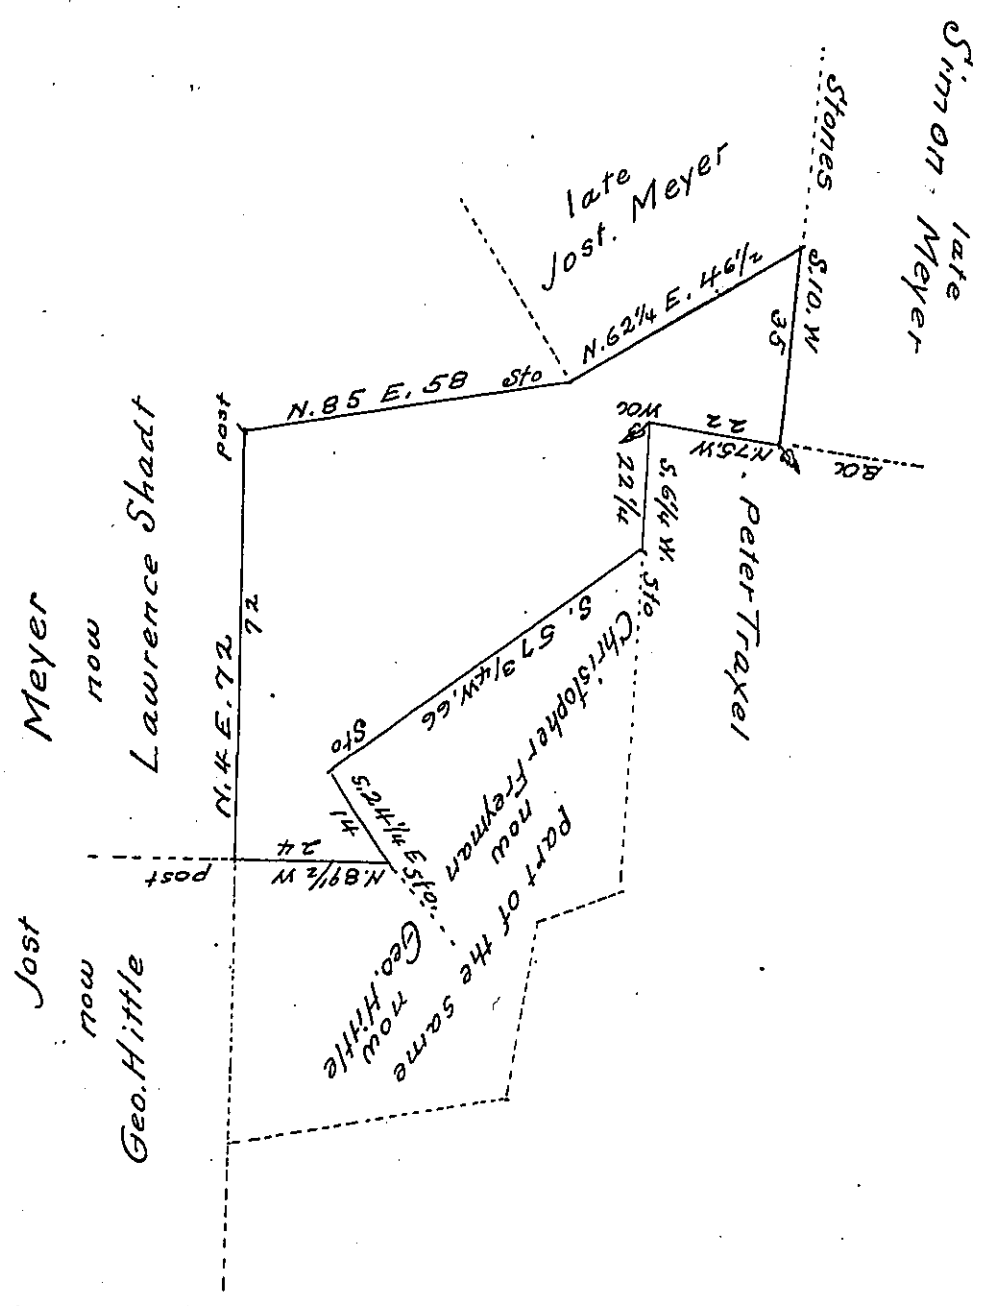 Simon late
Meyer
Stones
late
Jost. Meyer
S.10.W
35
N.62¼ E. 46½
N.85 E. 58
Sto
post
WO
22
N.75.W
BO
S.6¼ W.
22¼
Sto
Peter Traxel
S. 57¾ W. 66
Sto
Christopher Freyman
now
part of the same
Lawrence Shadt
Meyer
now
N.4 E. 72
72
S.24¼ E
14
Sto
24
N.89½ W
post
Geo. Hittle
now
Jost
now
Geo. Hittle